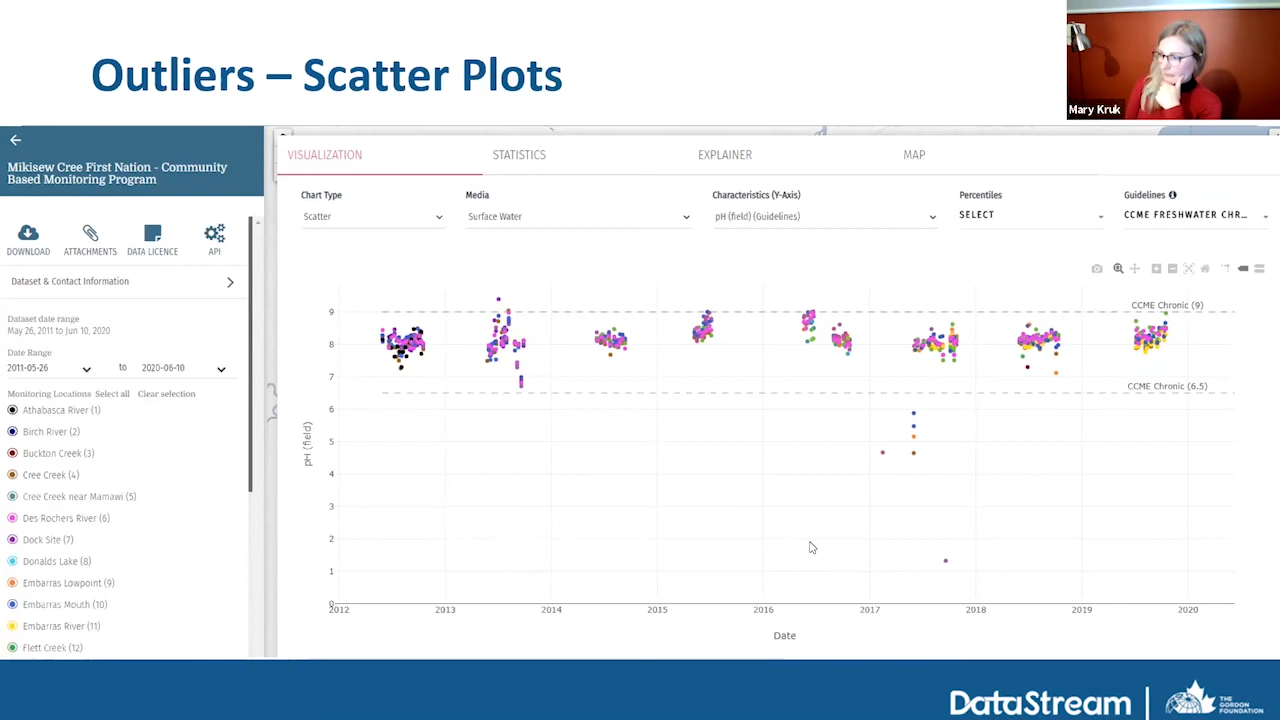 Outliers – Scatter Plots
Mary Kruk
Mikisew Cree First Nation - Community
Based Monitoring Program
DOWNLOAD
ATTACHMENTS
DATA LICENCE
API
Dataset & Contact Information
Dataset date range
May 26, 2011 to Jun 10, 2020
Date Range
2011-05-26 to 2020-06-10
Monitoring Locations Select all Clear selection
Athabasca River (1)
Birch River (2)
Buckton Creek (3)
Cree Creek (4)
Cree Creek near Mamawi (5)
Des Rochers River (6)
Dock Site (7)
Donalds Lake (8)
Embarras Lowpoint (9)
Embarras Mouth (10)
Embarras River (11)
Flett Creek (12)
VISUALIZATION
STATISTICS
EXPLAINER
MAP
Chart Type
Scatter
Media
Surface Water
Characteristics (Y-Axis)
pH (field) (Guidelines)
Percentiles
SELECT
Guidelines
CCME FRESHWATER CHR...
CCME Chronic (9)
CCME Chronic (6.5)
pH (field)
9
8
7
6
5
4
3
2
1
0
2012
2013
2014
2015
2016
2017
2018
2019
2020
Date
DataStream
THE
GORDON
FOUNDATION